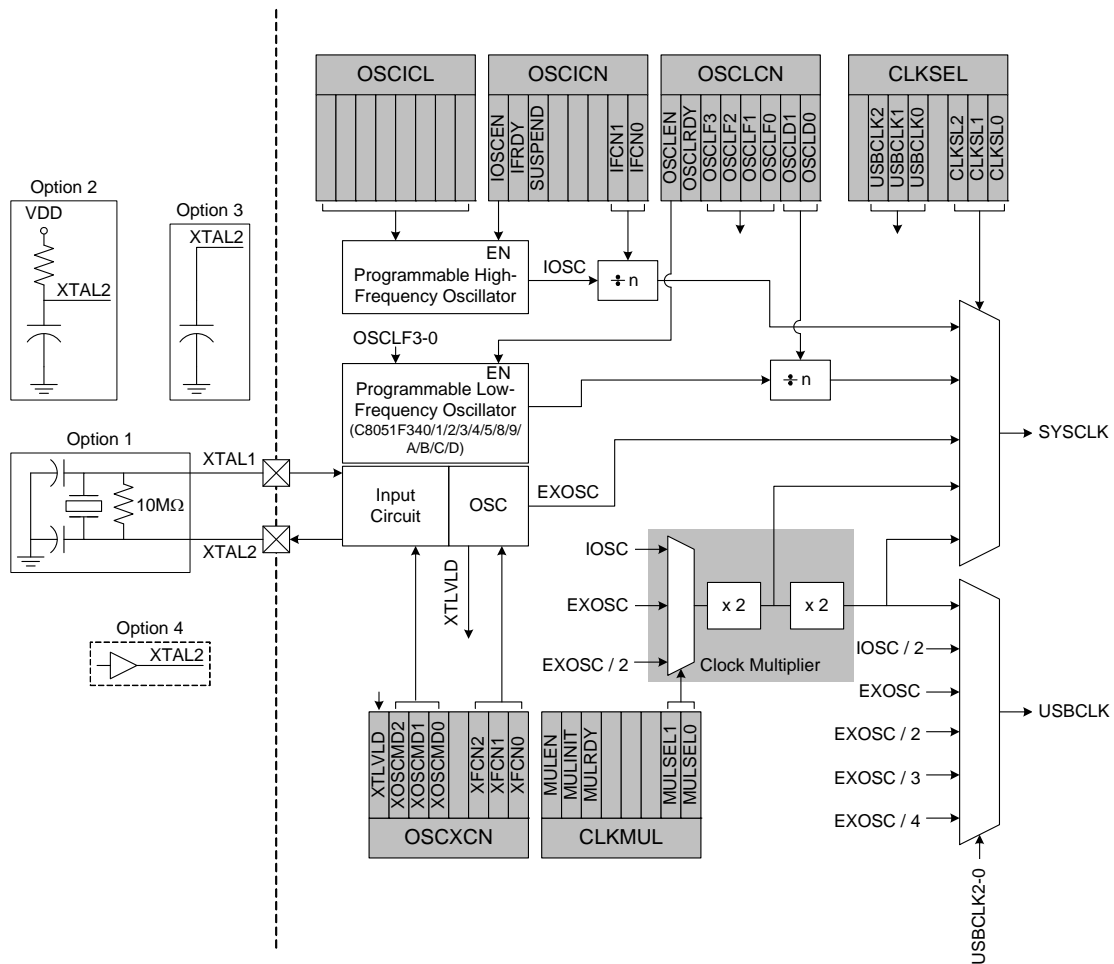 OSCICL
OSCICN
OSCLCN
CLKSEL
IOSCEN
IFRDY
SUSPEND
IFCN1
IFCN0
OSCLEN
OSCLRDY
OSCLF3
OSCLF2
OSCLF1
OSCLF0
OSCLD1
OSCLD0
USBCLK2
USBCLK1
USBCLK0
CLKSL2
CLKSL1
CLKSL0
Option 2
VDD
XTAL2
Option 3
XTAL2
EN
Programmable High-
Frequency Oscillator
IOSC
÷ n
OSCLF3-0
EN
Programmable Low-
Frequency Oscillator
(C8051F340/1/2/3/4/5/8/9/
A/B/C/D)
÷ n
SYSCLK
Option 1
10MΩ
XTAL1
XTAL2
Input
Circuit
OSC
EXOSC
XTLVLD
IOSC
EXOSC
EXOSC / 2
x 2
x 2
Clock Multiplier
Option 4
XTAL2
IOSC / 2
EXOSC
EXOSC / 2
EXOSC / 3
EXOSC / 4
USBCLK
USBCLK2-0
XTLVLD
XOSCMD2
XOSCMD1
XOSCMD0
XFCN2
XFCN1
XFCN0
OSCXCN
MULEN
MULINIT
MULRDY
MULSEL1
MULSEL0
CLKMUL